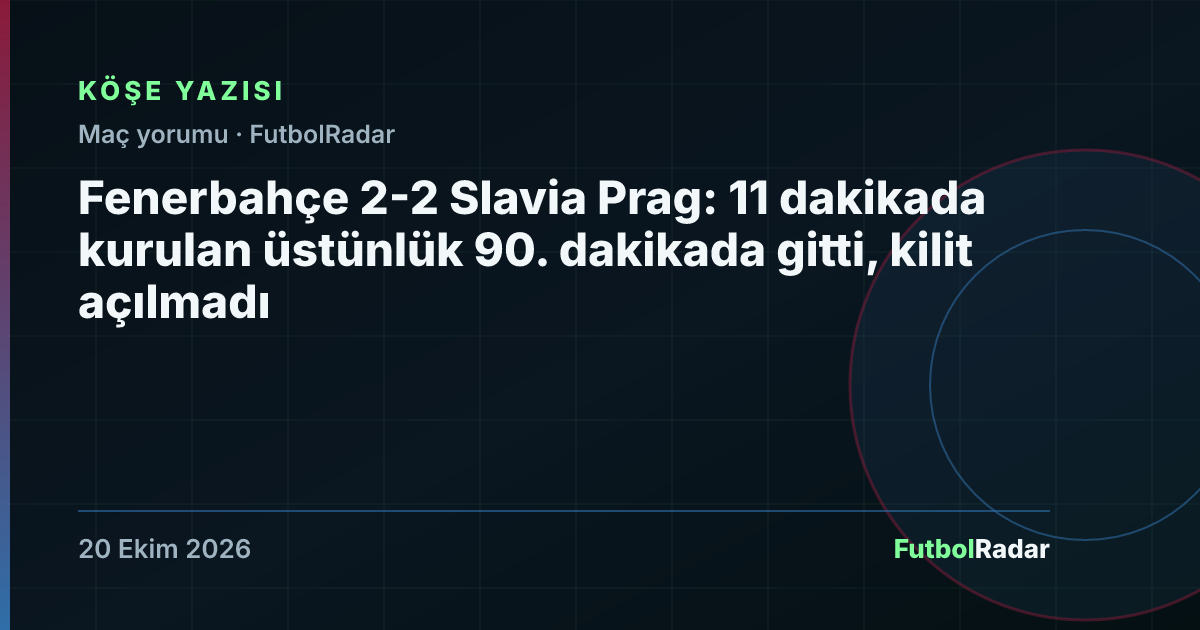 KÖŞE YAZISI
Maç yorumu · FutbolRadar
Fenerbahçe 2-2 Slavia Prag: 11 dakikada
kurulan üstünlük 90. dakikada gitti, kilit
açılmadı
20 Ekim 2026
FutbolRadar